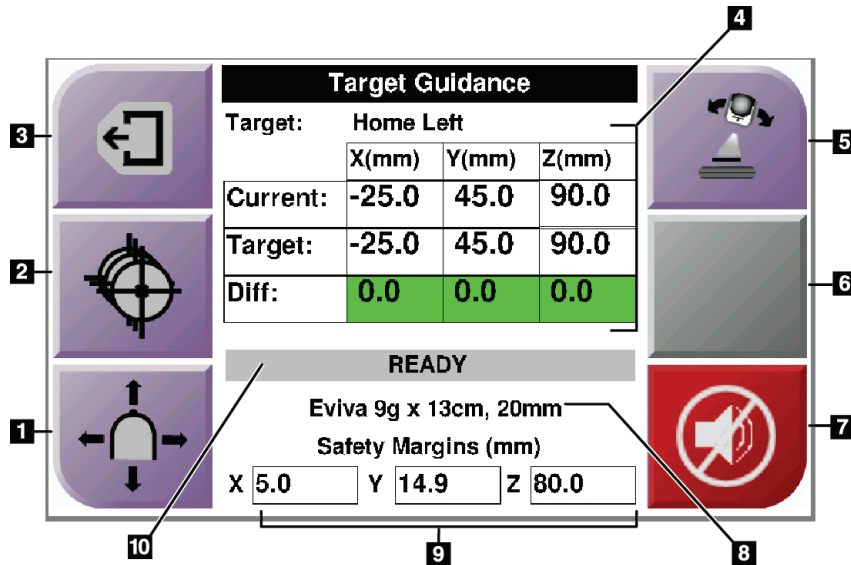 4
Target Guidance
Target: Home Left
X(mm) Y(mm) Z(mm)
Current: -25.0 45.0 90.0
Target: -25.0 45.0 90.0
Diff: 0.0 0.0 0.0
READY
Eviva 9g x 13cm, 20mm
Safety Margins (mm)
X 5.0 Y 14.9 Z 80.0
3
2
1
5
6
7
10
9
8